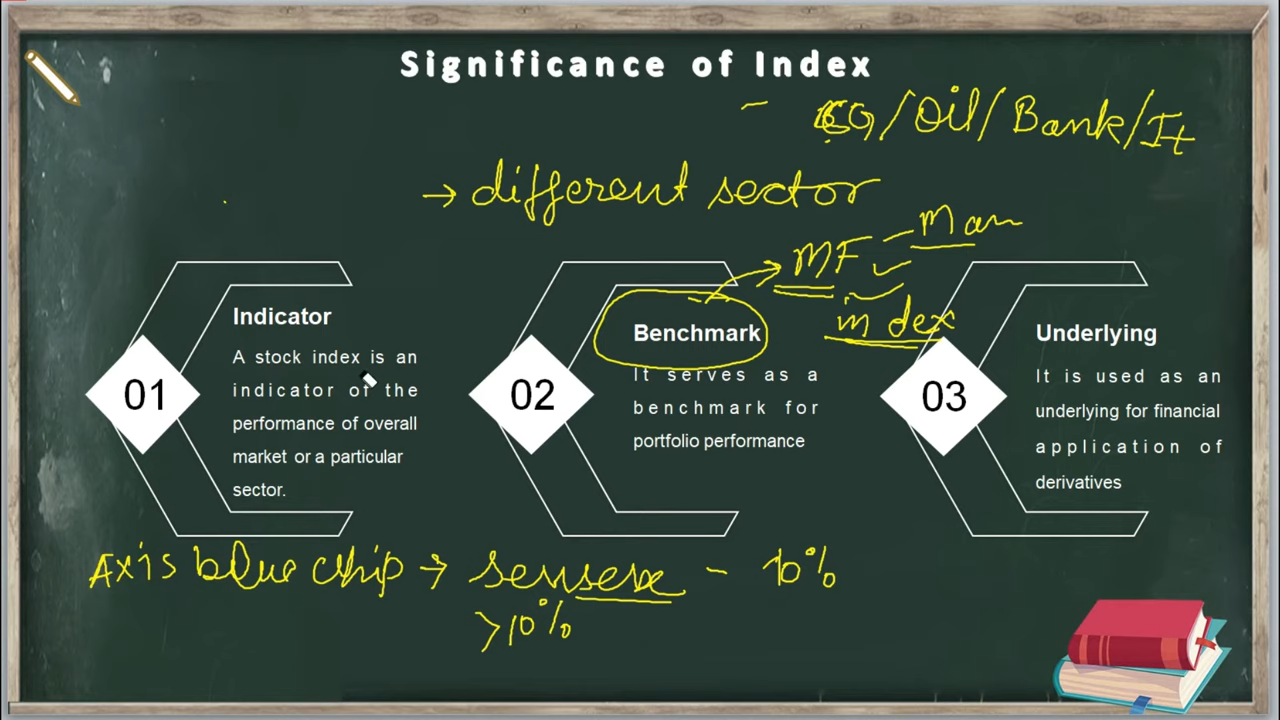 Significance of Index
CG/Oil/Bank/It
→ different sector
MF - Man
index
Indicator
A stock index is an
indicator of the
performance of overall
market or a particular
sector.
01
Benchmark
It serves as a
benchmark for
portfolio performance
02
Underlying
It is used as an
underlying for financial
application of
derivatives
03
Axis blue chip → sensex - 10%
>10%